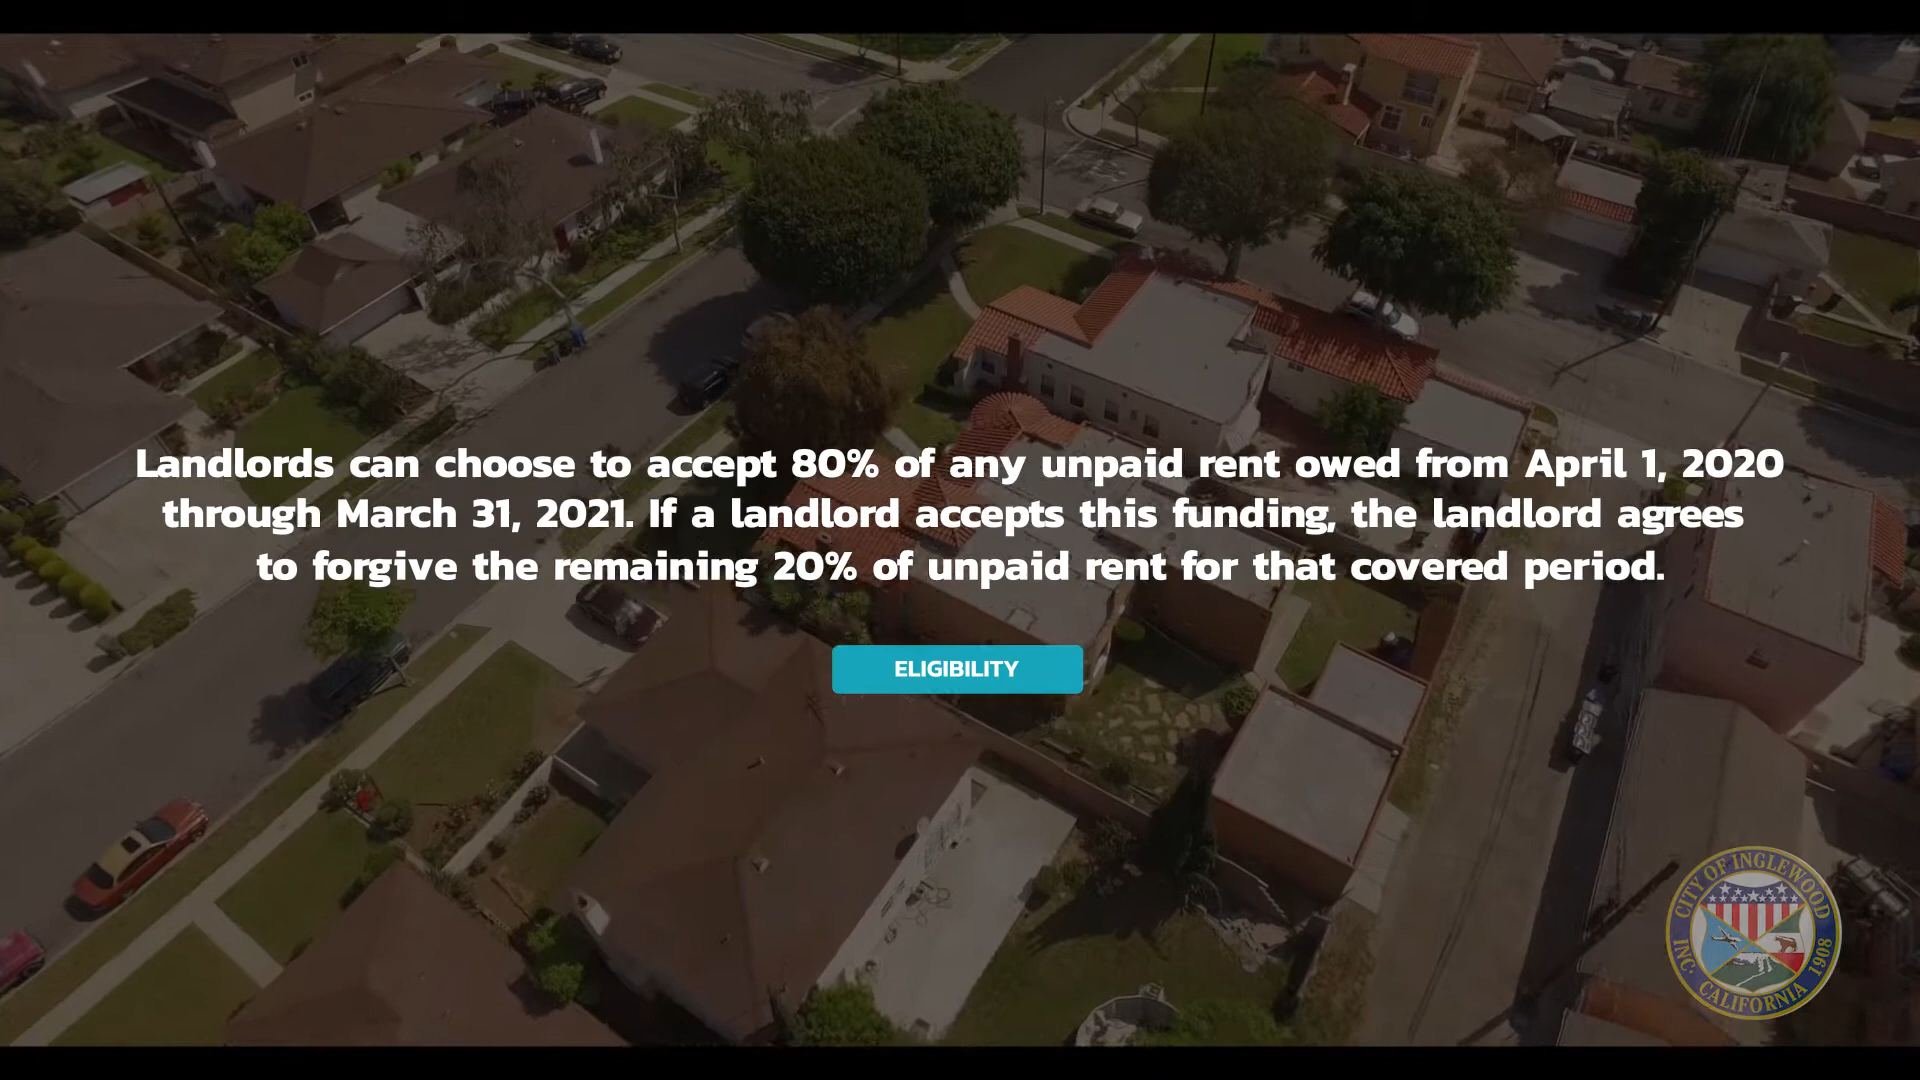 Landlords can choose to accept 80% of any unpaid rent owed from April 1, 2020
through March 31, 2021. If a landlord accepts this funding, the landlord agrees
to forgive the remaining 20% of unpaid rent for that covered period.
ELIGIBILITY
CITY OF INGLEWOOD
INC. 1908
CALIFORNIA